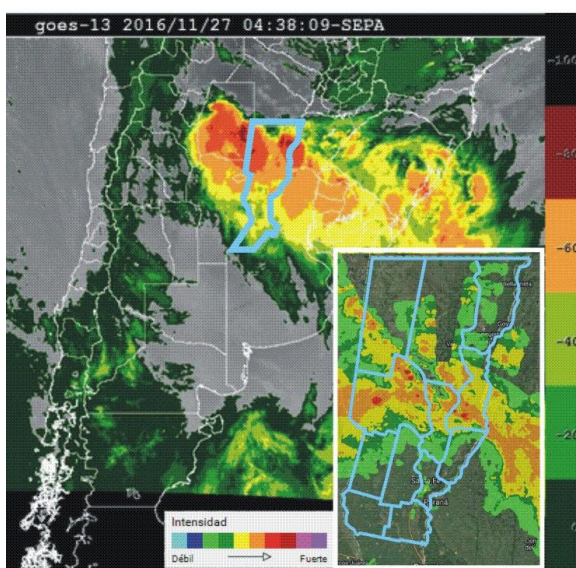 goes-13 2016/11/27 04:38:09-SEPA
-100
-80
-60
-40
-20
Santa Fe
Paraná
Intensidad
Débil
Fuerte